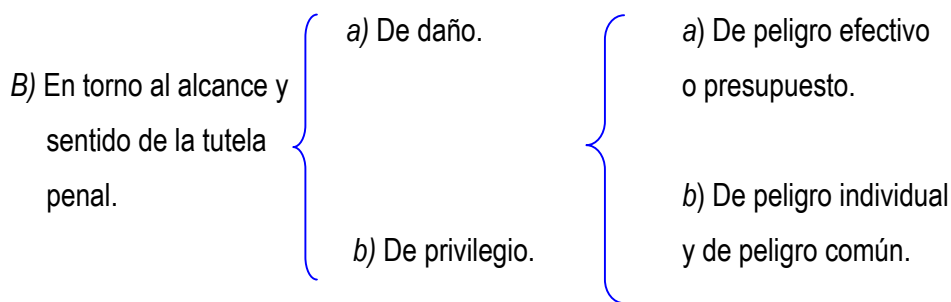 B) En torno al alcance y
sentido de la tutela
penal.
a) De daño.
b) De privilegio.
a) De peligro efectivo
o presupuesto.
b) De peligro individual
y de peligro común.